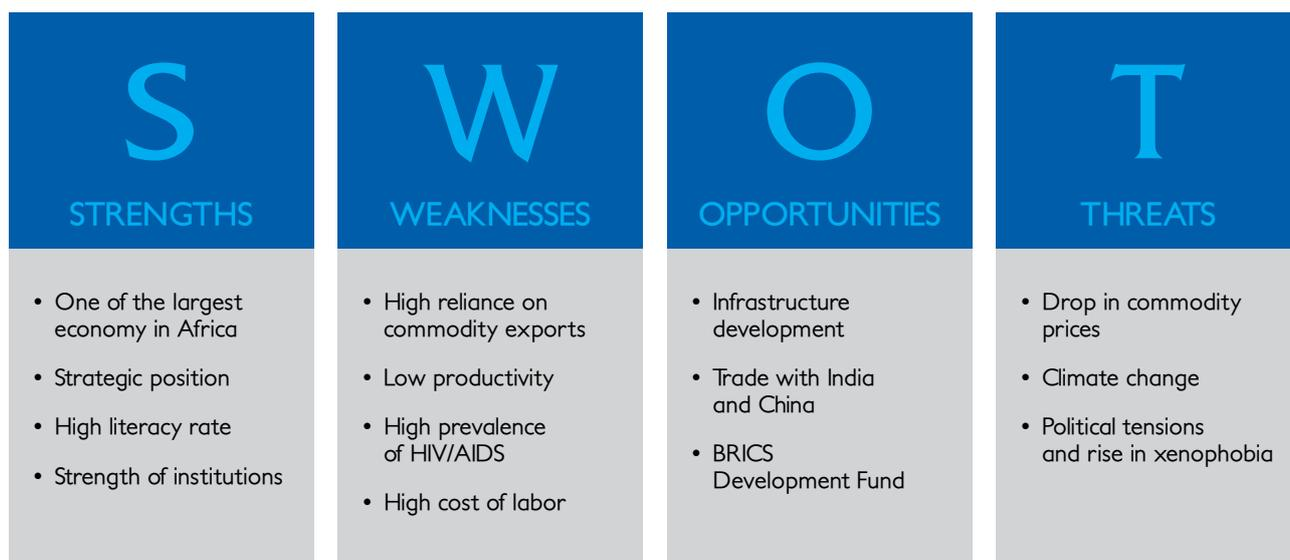 S
STRENGTHS
• One of the largest
economy in Africa
• Strategic position
• High literacy rate
• Strength of institutions
W
WEAKNESSES
• High reliance on
commodity exports
• Low productivity
• High prevalence
of HIV/AIDS
• High cost of labor
O
OPPORTUNITIES
• Infrastructure
development
• Trade with India
and China
• BRICS
Development Fund
T
THREATS
• Drop in commodity
prices
• Climate change
• Political tensions
and rise in xenophobia